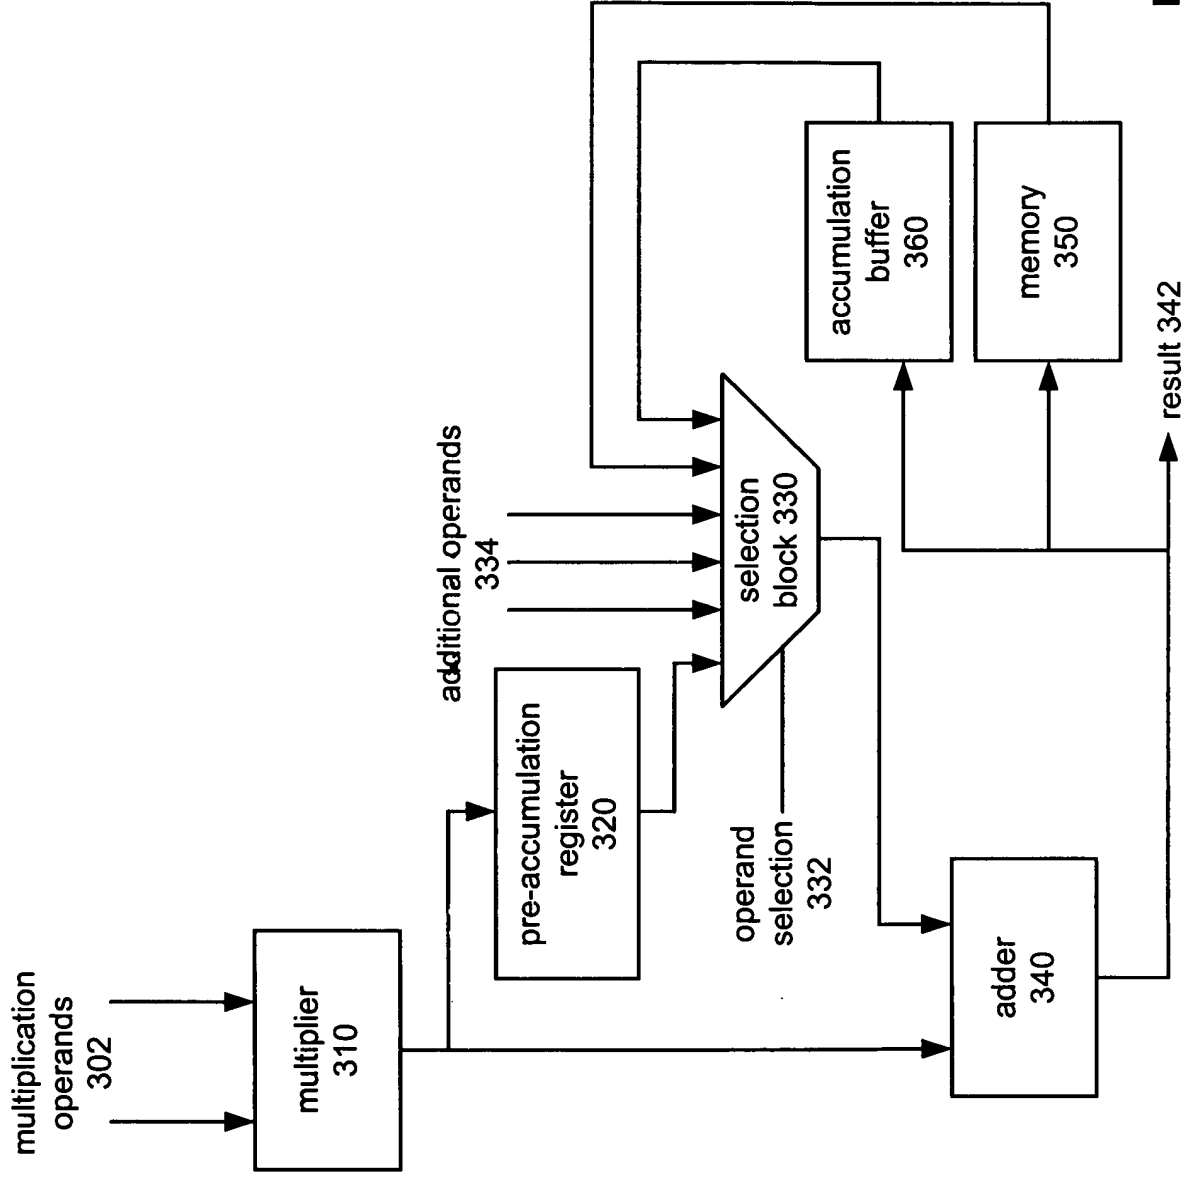 multiplication
operands
302
multiplier
310
pre-accumulation
register
320
additional operands
334
operand
selection
332
selection
block 330
adder
340
accumulation
buffer
360
memory
350
result 342